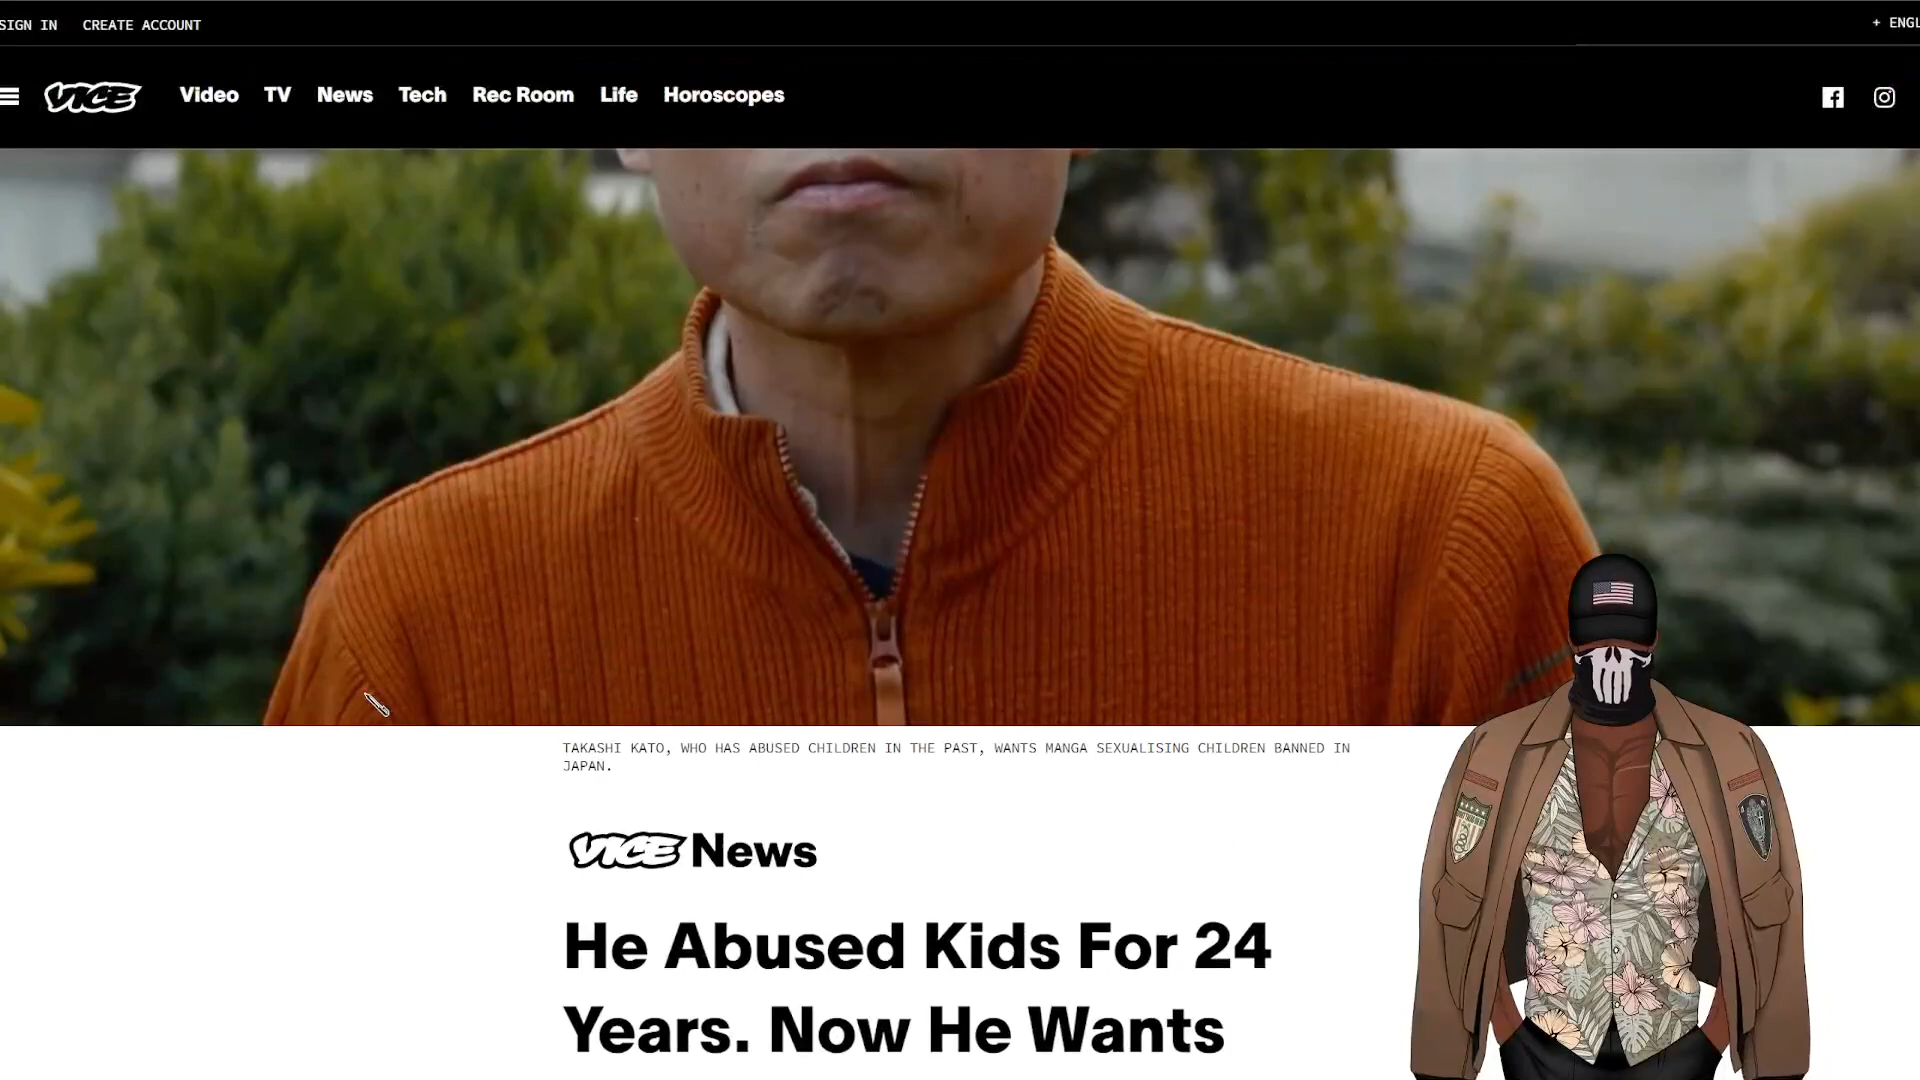 SIGN IN CREATE ACCOUNT
+ ENGL
VICE Video TV News Tech Rec Room Life Horoscopes
TAKASHI KATO, WHO HAS ABUSED CHILDREN IN THE PAST, WANTS MANGA SEXUALISING CHILDREN BANNED IN
JAPAN.
VICE News
He Abused Kids For 24
Years. Now He Wants